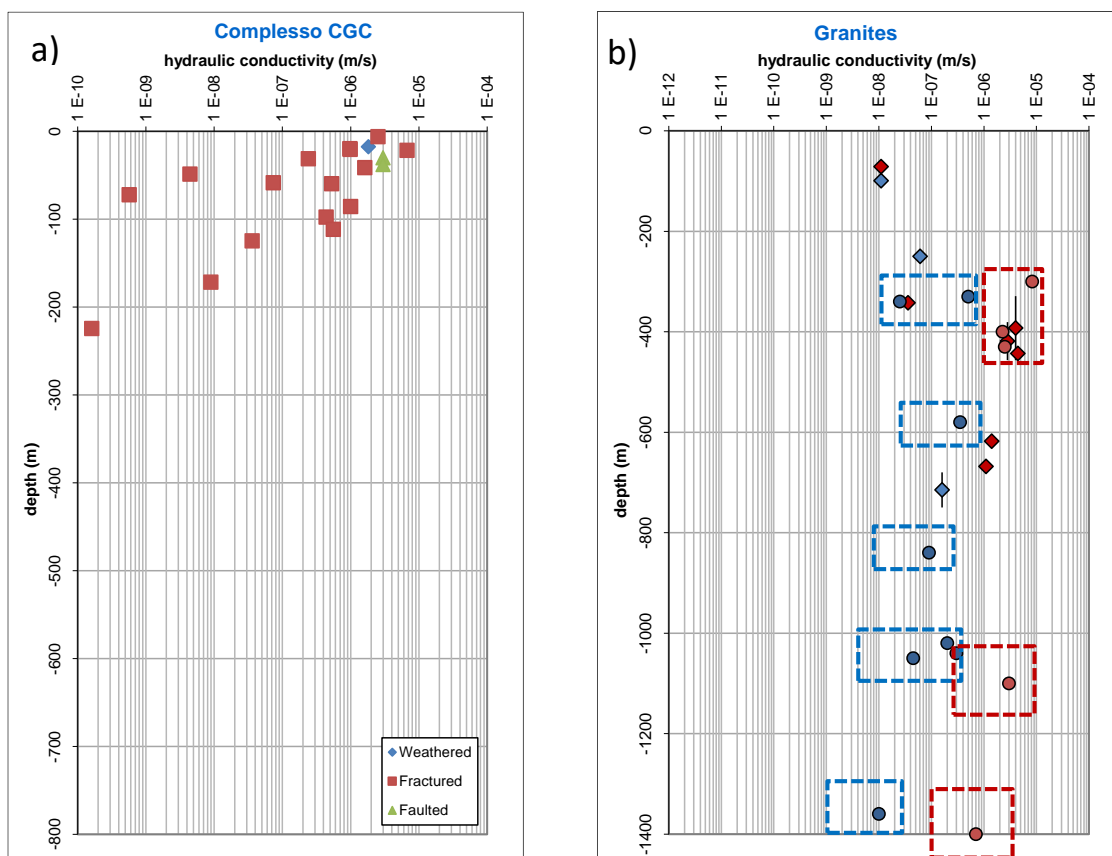 a)
Complesso CGC
hydraulic conductivity (m/s)
1 E-10
1 E-09
1 E-08
1 E-07
1 E-06
1 E-05
1 E-04
0
-100
-200
-300
-400
-500
-600
-700
-800
depth (m)
Weathered
Fractured
Faulted
b)
Granites
hydraulic conductivity (m/s)
1 E-12
1 E-11
1 E-10
1 E-09
1 E-08
1 E-07
1 E-06
1 E-05
1 E-04
0
-200
-400
-600
-800
-1000
-1200
-1400
depth (m)